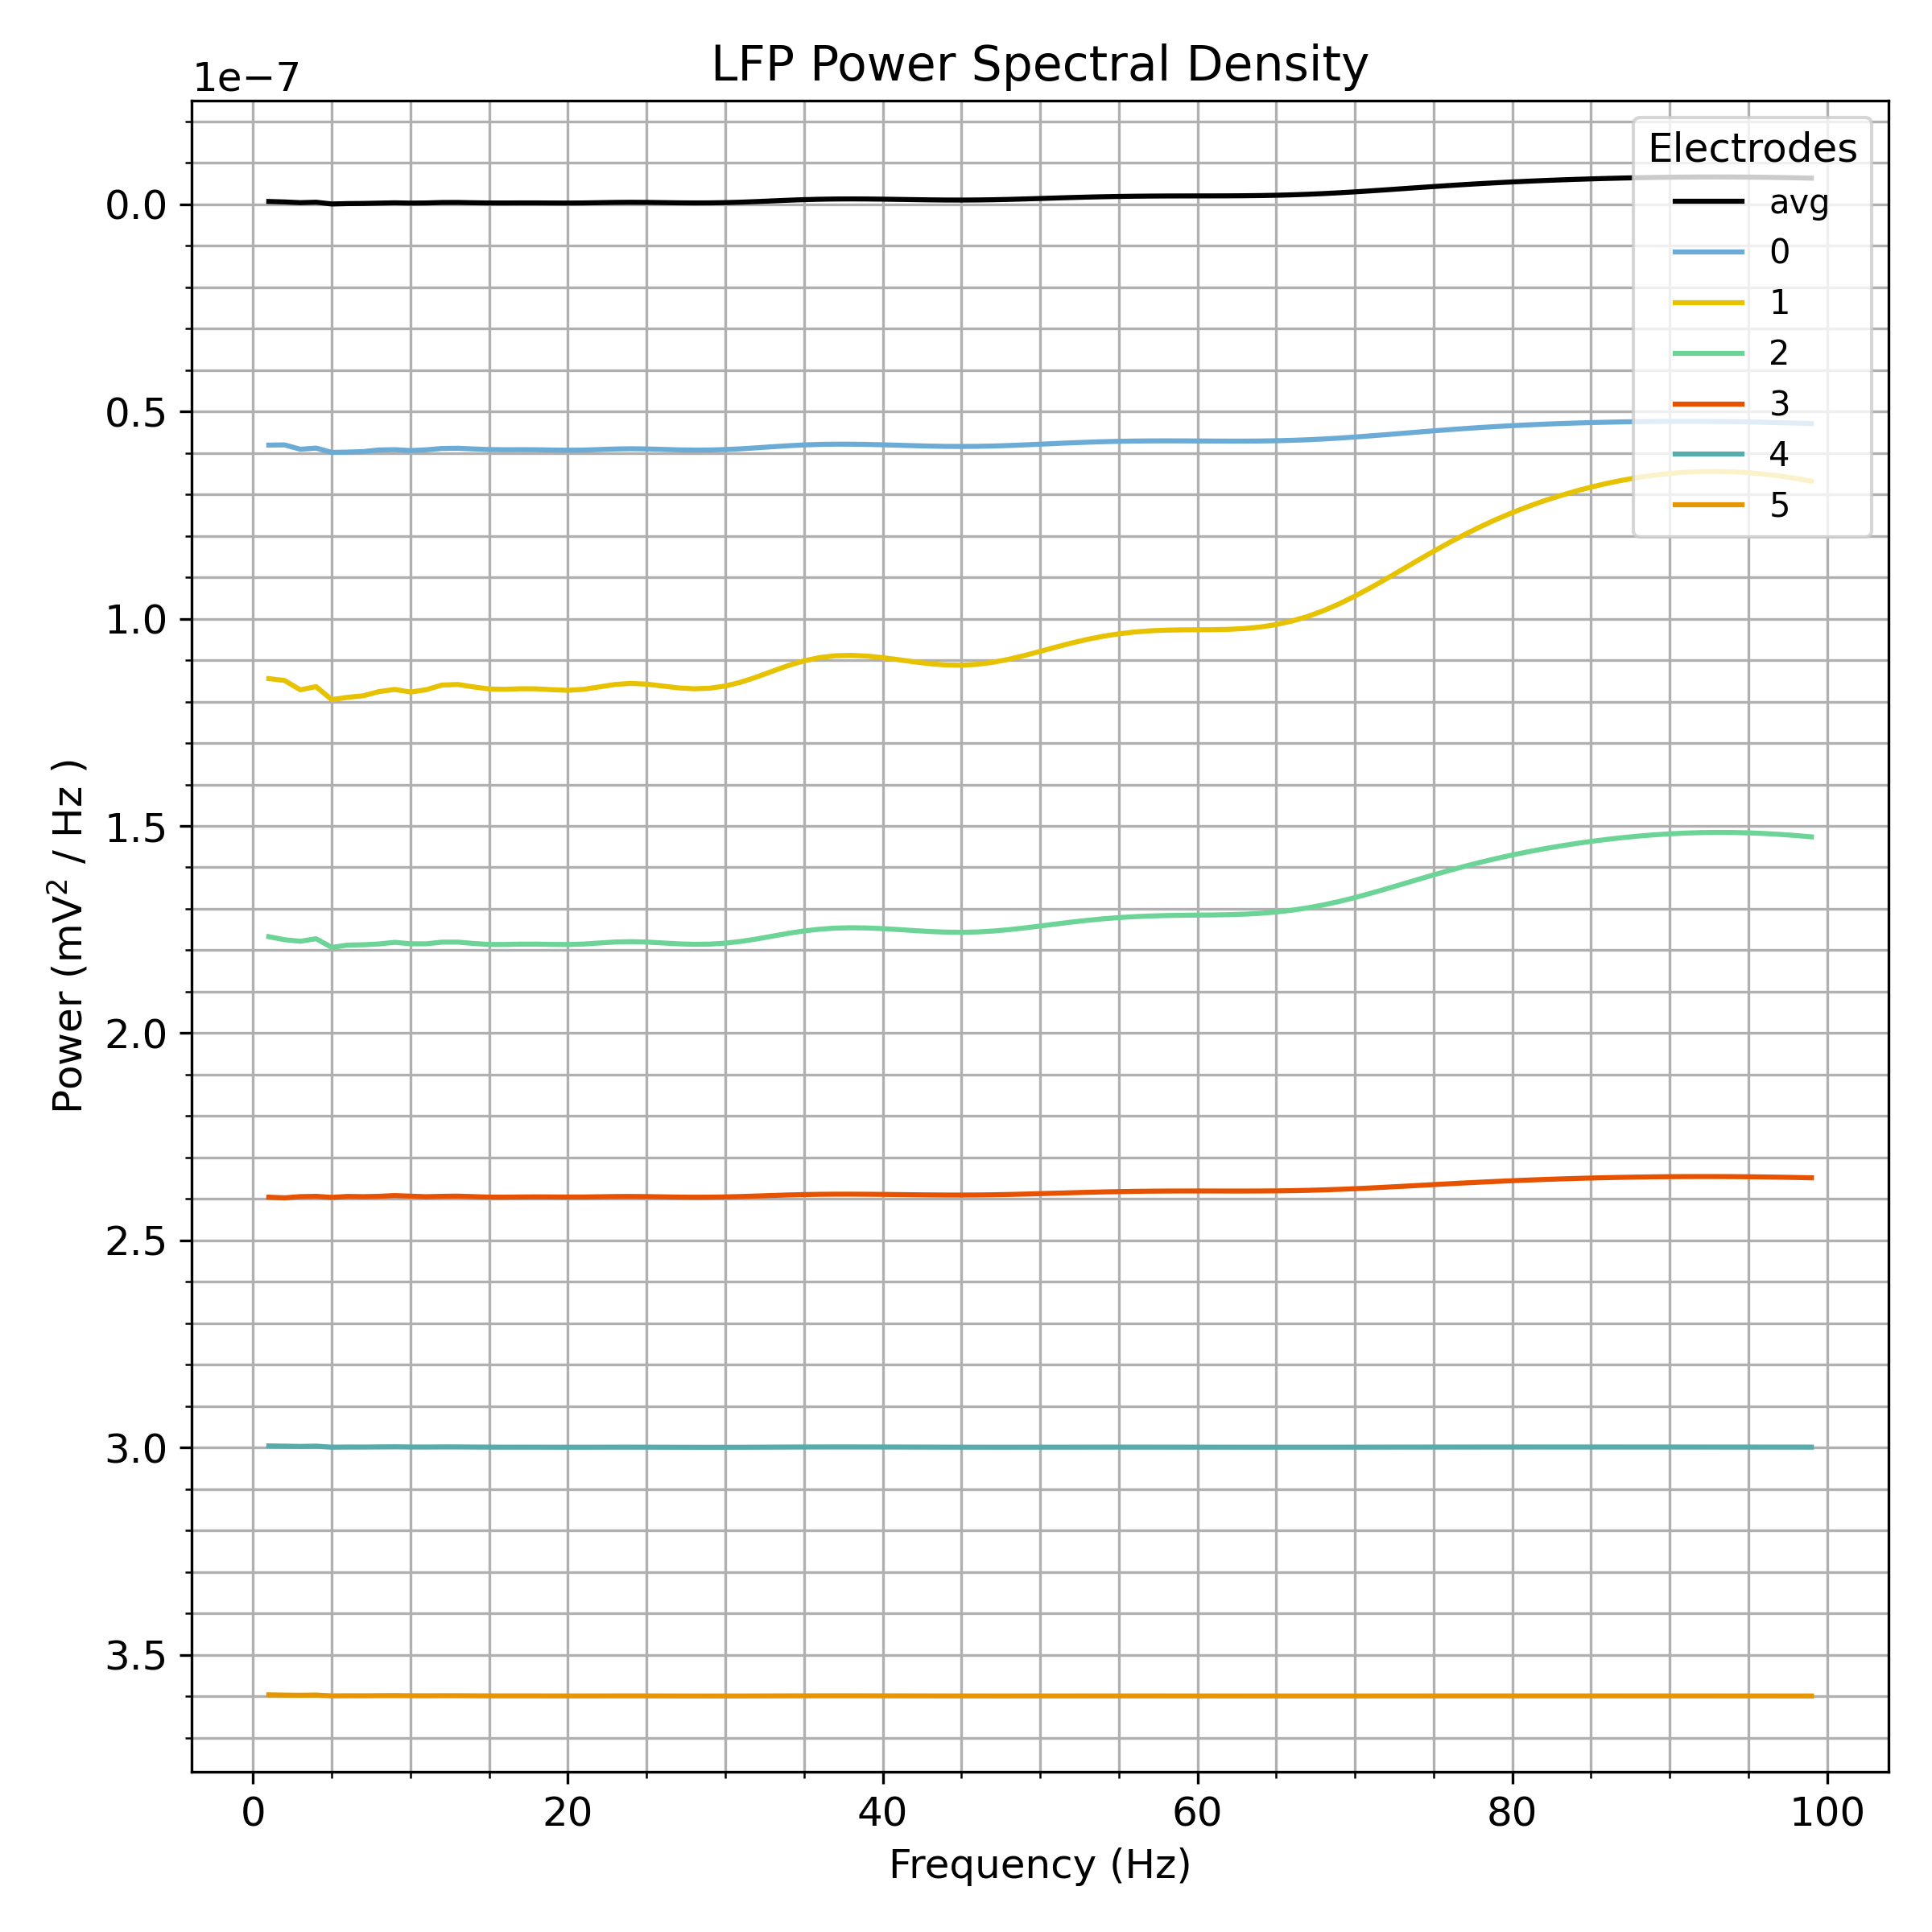 LFP Power Spectral Density
1e−7
Electrodes
avg
0
1
2
3
4
5
0.0
0.5
1.0
1.5
2.0
2.5
3.0
3.5
Power (mV² / Hz )
0 20 40 60 80 100
Frequency (Hz)